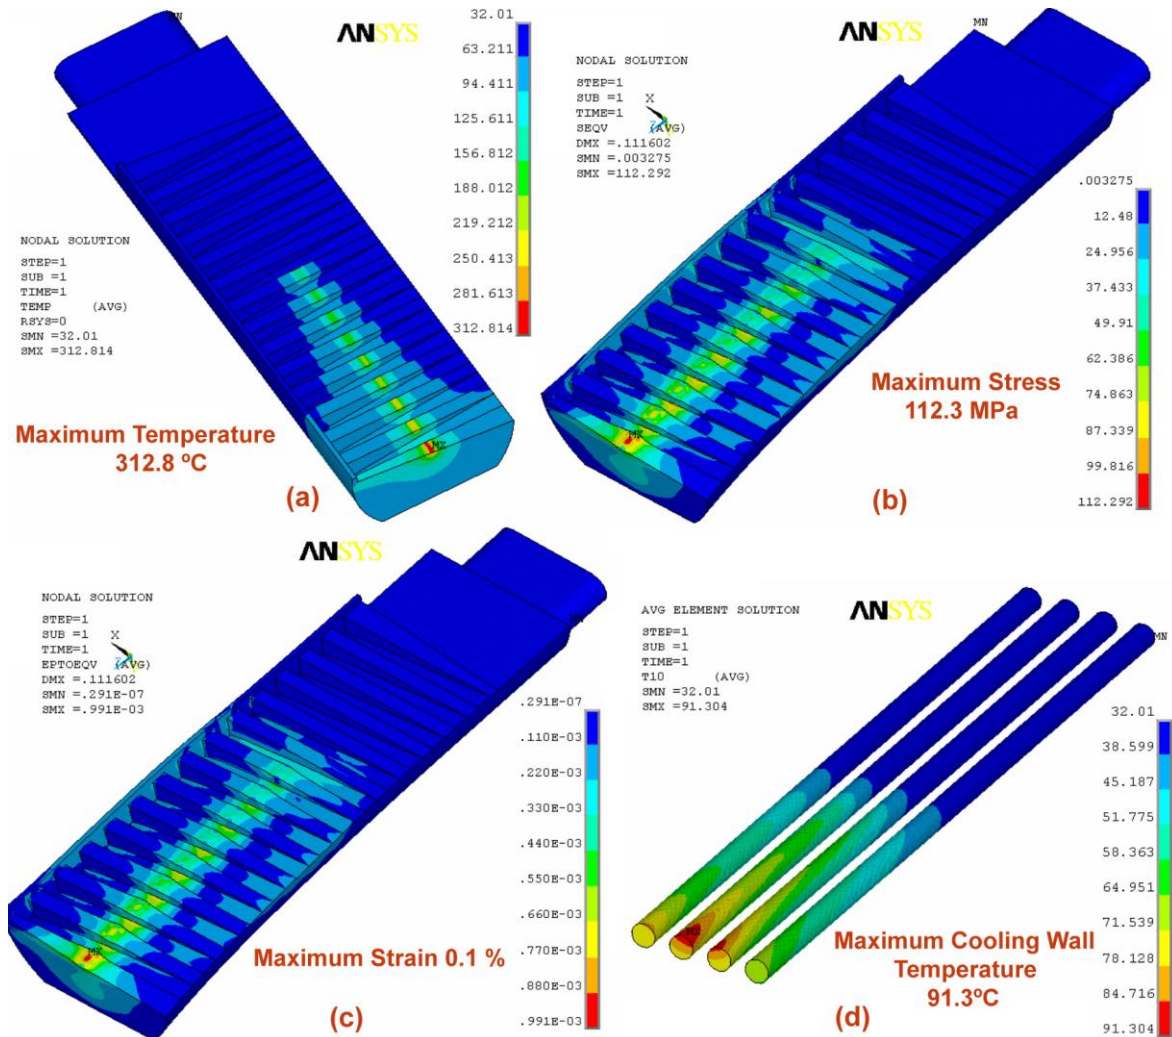 MN
ANSYS
32.01
63.211
94.411
125.611
156.812
188.012
219.212
250.413
281.613
312.814
NODAL SOLUTION
STEP=1
SUB =1
TIME=1
TEMP (AVG)
RSYS=0
SMN =32.01
SMX =312.814
MX
Maximum Temperature
312.8 ºC
(a)
MN
ANSYS
NODAL SOLUTION
STEP=1
SUB =1 X
TIME=1
SEQV (AVG)
DMX =.111602
SMN =.003275
SMX =112.292
.003275
12.48
24.956
37.433
49.91
62.386
74.863
87.339
99.816
112.292
MX
Maximum Stress
112.3 MPa
(b)
ANSYS
NODAL SOLUTION
STEP=1
SUB =1 X
TIME=1
EPTOEQV (AVG)
DMX =.111602
SMN =.291E-07
SMX =.991E-03
MN
.291E-07
.110E-03
.220E-03
.330E-03
.440E-03
.550E-03
.660E-03
.770E-03
.880E-03
.991E-03
MX
Maximum Strain 0.1 %
(c)
ANSYS
AVG ELEMENT SOLUTION
STEP=1
SUB =1
TIME=1
T10 (AVG)
SMN =32.01
SMX =91.304
MN
32.01
38.599
45.187
51.775
58.363
64.951
71.539
78.128
84.716
91.304
MX
Maximum Cooling Wall
Temperature
91.3ºC
(d)